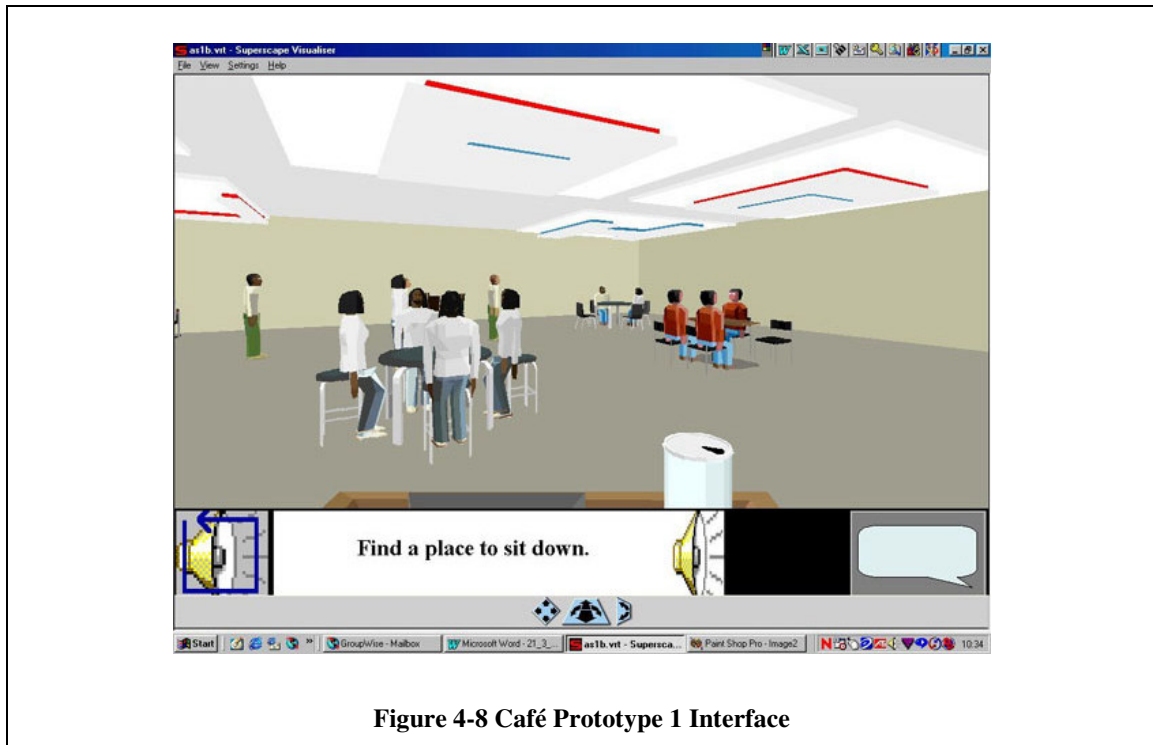 as1b.vrt - Superscape Visualiser
File View Settings Help
Find a place to sit down.
Start » GroupWise - Mailbox Microsoft Word - 21_3_... as1b.vrt - Supersca... Paint Shop Pro - Image2 10:34
Figure 4-8 Café Prototype 1 Interface